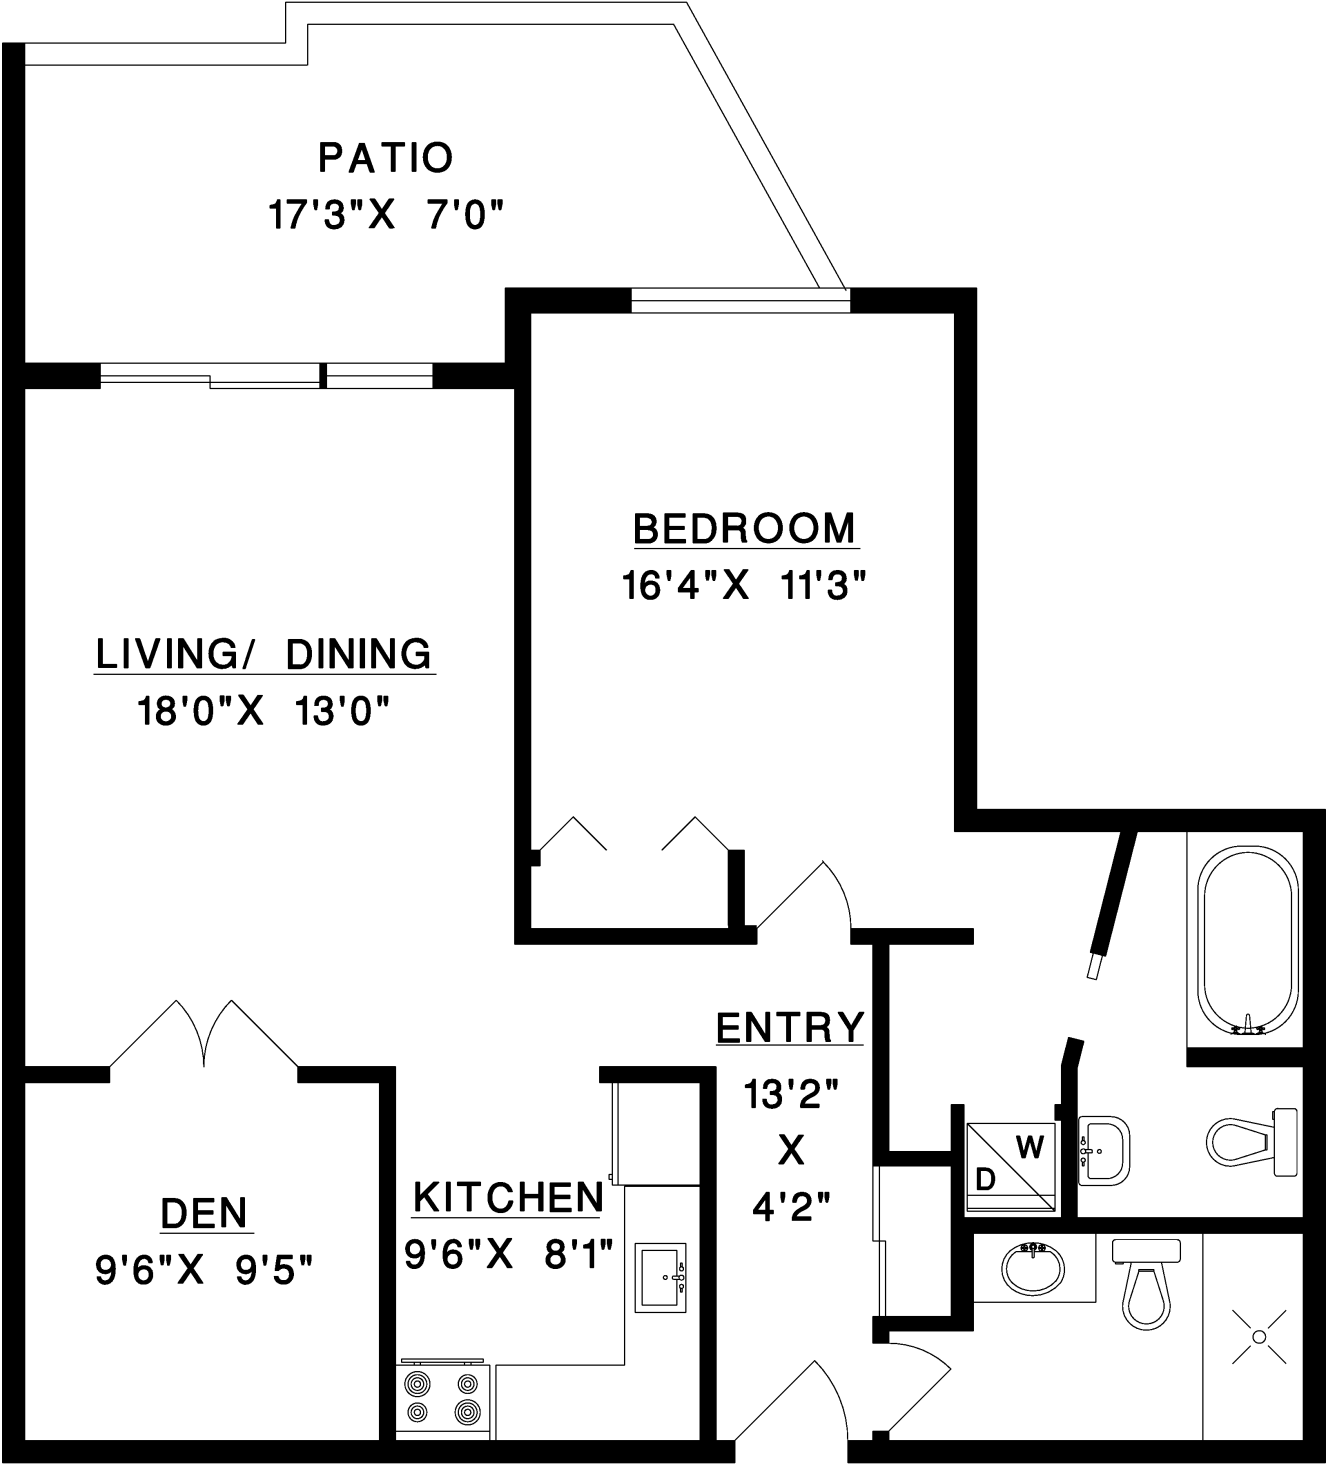 PATIO
17'3"X 7'0"
BEDROOM
16'4"X 11'3"
LIVING/ DINING
18'0"X 13'0"
ENTRY
13'2"
X
4'2"
W
D
KITCHEN
9'6"X 8'1"
DEN
9'6"X 9'5"